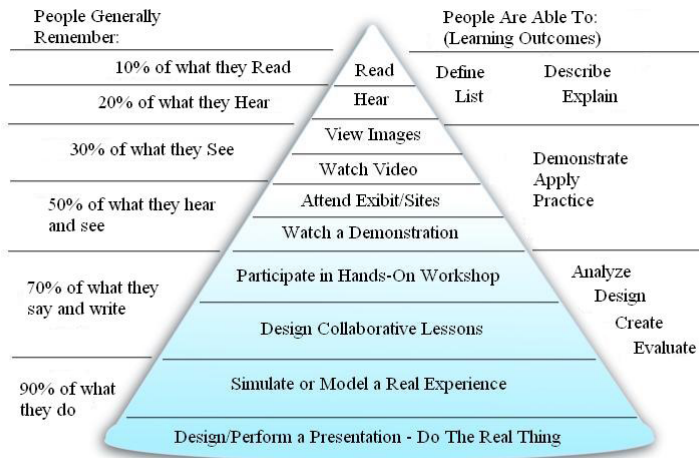 People Generally
Remember:
10% of what they Read
20% of what they Hear
30% of what they See
50% of what they hear
and see
70% of what they
say and write
90% of what
they do
Read
Hear
View Images
Watch Video
Attend Exibit/Sites
Watch a Demonstration
Participate in Hands-On Workshop
Design Collaborative Lessons
Simulate or Model a Real Experience
Design/Perform a Presentation - Do The Real Thing
People Are Able To:
(Learning Outcomes)
Define Describe
List Explain
Demonstrate
Apply
Practice
Analyze
Design
Create
Evaluate